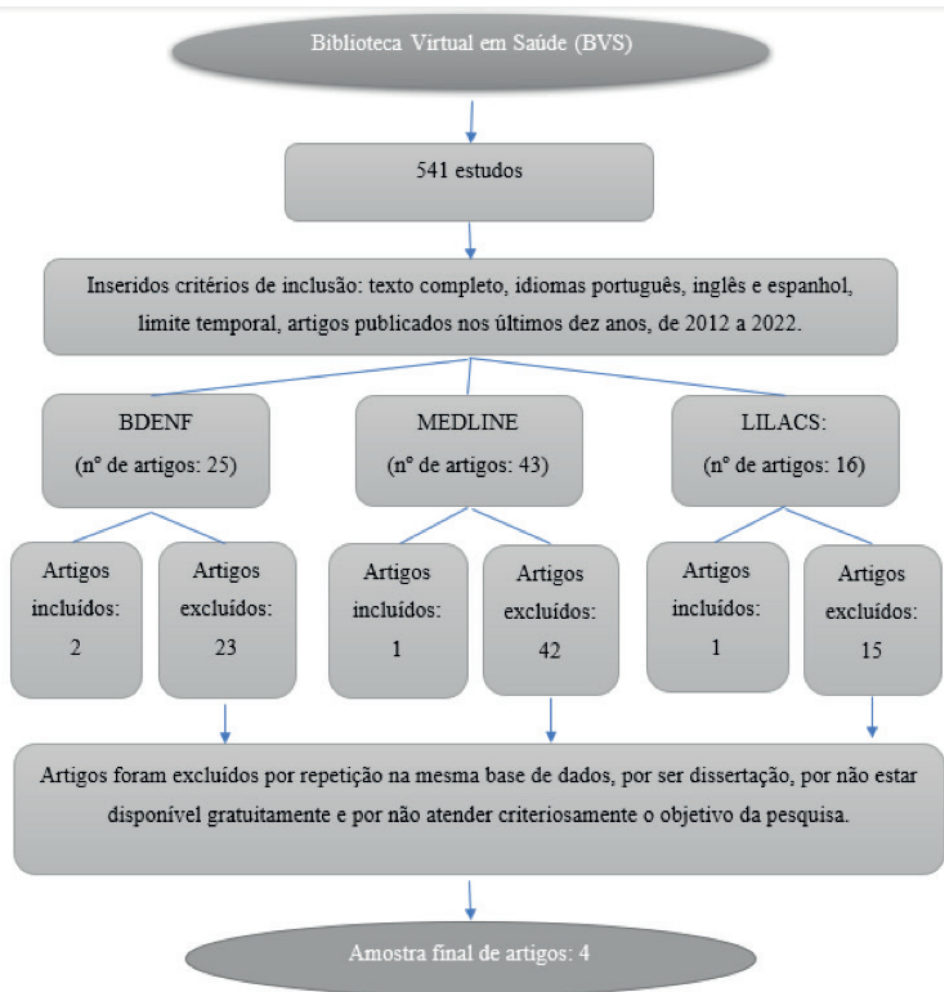 Biblioteca Virtual em Saúde (BVS)
541 estudos
Inseridos critérios de inclusão: texto completo, idiomas português, inglês e espanhol,
limite temporal, artigos publicados nos últimos dez anos, de 2012 a 2022.
BDENF
(nº de artigos: 25)
MEDLINE
(nº de artigos: 43)
LILACS:
(nº de artigos: 16)
Artigos
incluídos:
2
Artigos
excluídos:
23
Artigos
incluídos:
1
Artigos
excluídos:
42
Artigos
incluídos:
1
Artigos
excluídos:
15
Artigos foram excluídos por repetição na mesma base de dados, por ser dissertação, por não estar
disponível gratuitamente e por não atender criteriosamente o objetivo da pesquisa.
Amostra final de artigos: 4